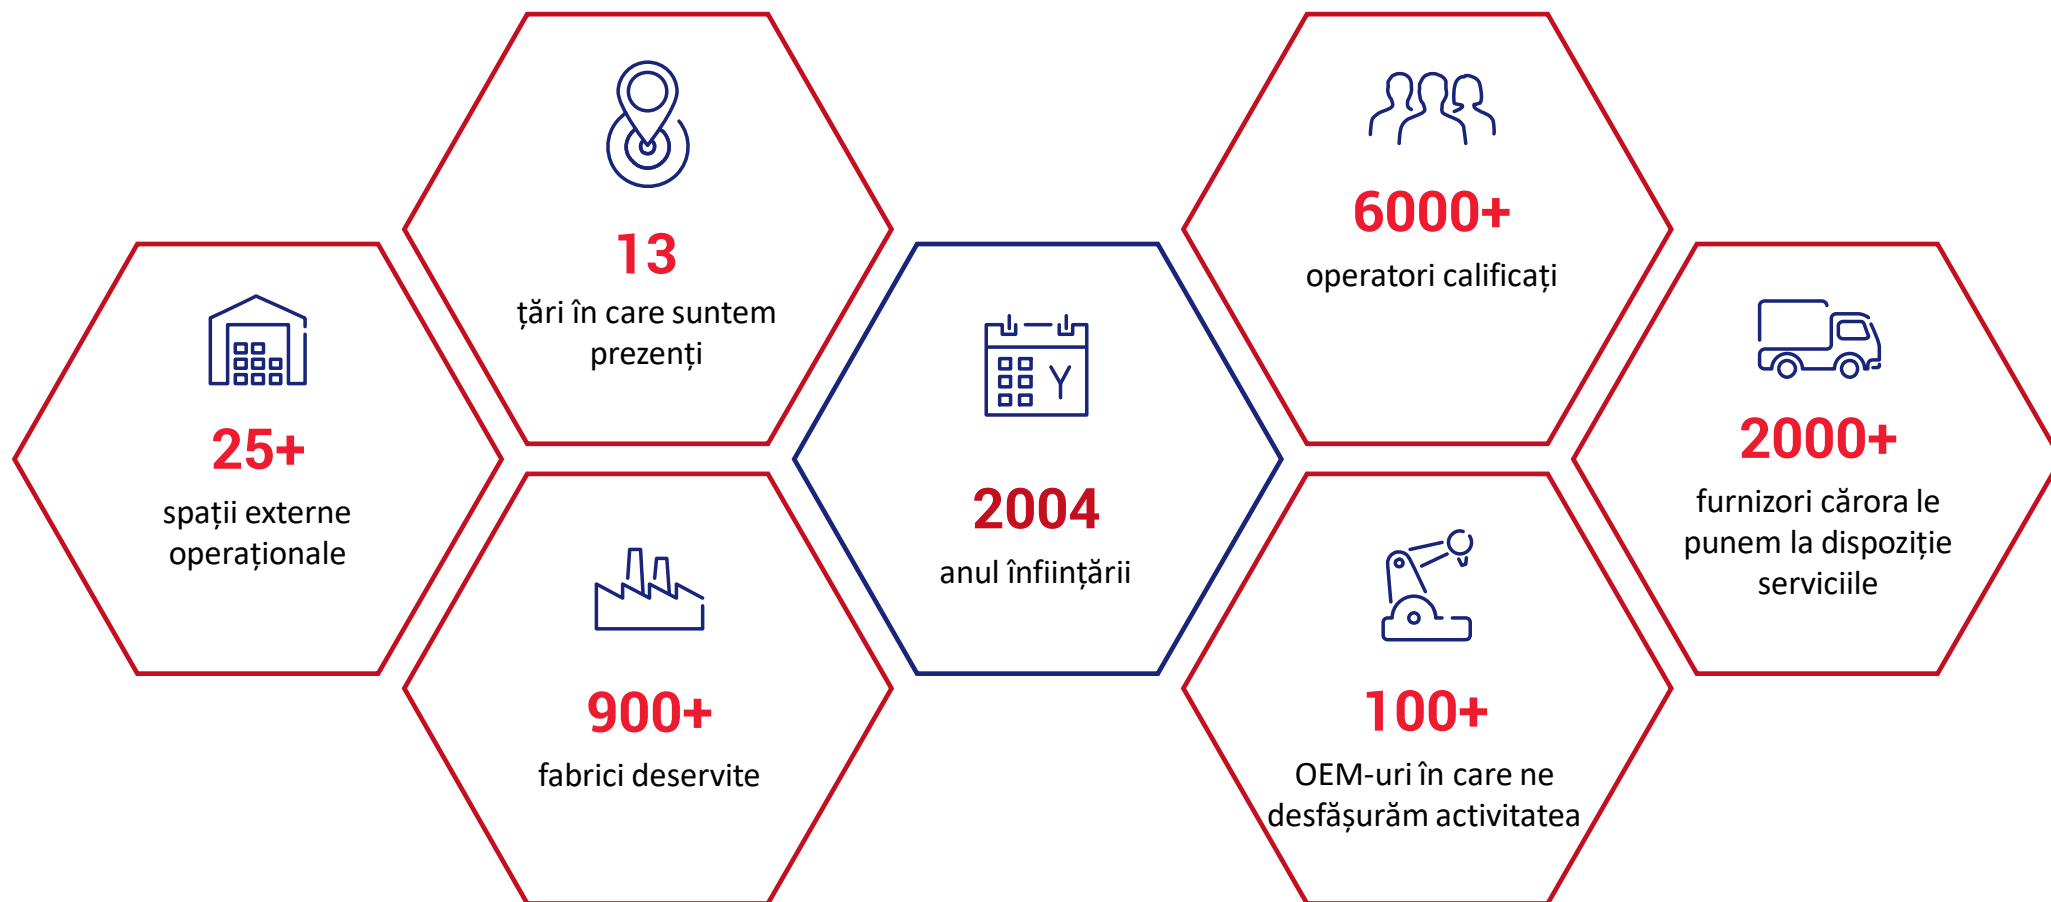 25+
spații externe
operaționale
13
țări în care suntem
prezenți
900+
fabrici deservite
Y
2004
anul înființării
6000+
operatori calificați
100+
OEM-uri în care ne
desfășurăm activitatea
2000+
furnizori cărora le
punem la dispoziție
serviciile